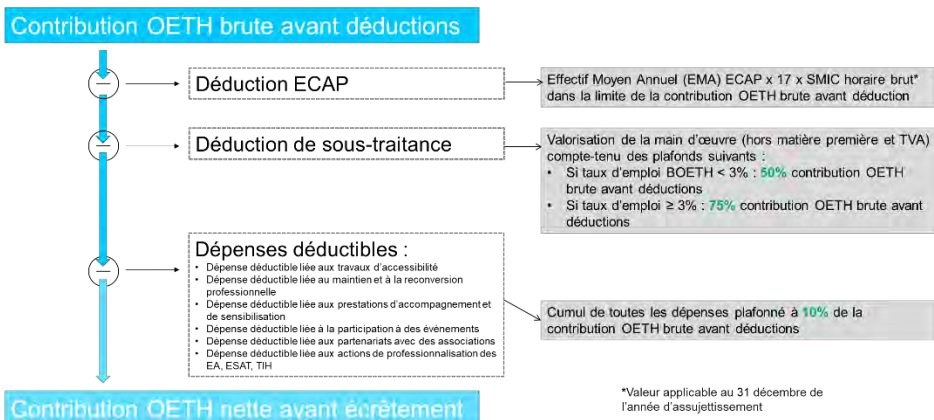 Contribution OETH brute avant déductions
Déduction ECAP
Effectif Moyen Annuel (EMA) ECAP x 17 x SMIC horaire brut*
dans la limite de la contribution OETH brute avant déduction
Déduction de sous-traitance
Valorisation de la main d'œuvre (hors matière première et TVA)
compte-tenu des plafonds suivants :
• Si taux d'emploi BOETH < 3% : 50% contribution OETH
brute avant déductions
• Si taux d'emploi ≥ 3% : 75% contribution OETH brute avant
déductions
Dépenses déductibles :
• Dépense déductible liée aux travaux d'accessibilité
• Dépense déductible liée au maintien et à la reconversion
professionnelle
• Dépense déductible liée aux prestations d'accompagnement et
de sensibilisation
• Dépense déductible liée à la participation à des événements
• Dépense déductible liée aux partenariats avec des associations
• Dépense déductible liée aux actions de professionnalisation des
EA, ESAT, TIH
Cumul de toutes les dépenses plafonné à 10% de la
contribution OETH brute avant déductions
Contribution OETH nette avant écrêtement
*Valeur applicable au 31 décembre de
l'année d'assujettissement